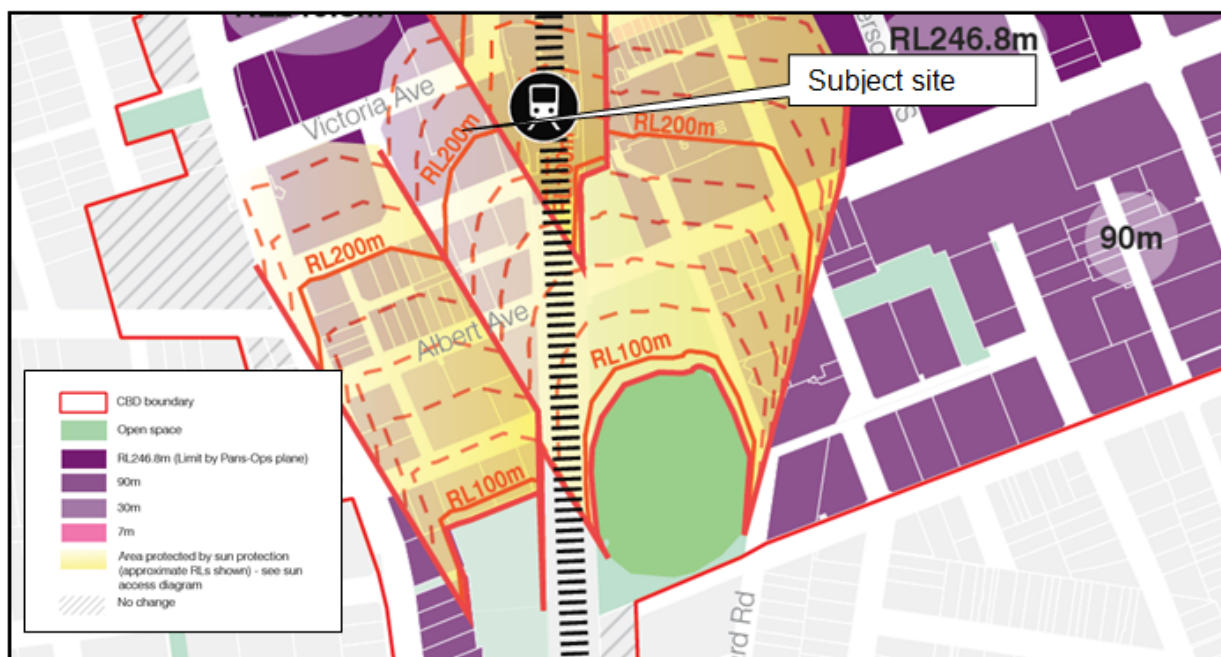 RL246.8m
Subject site
Victoria Ave
RL200m
RL200m
RL200m
90m
Albert Ave
RL100m
RL100m
CBD boundary
Open space
RL246.8m (Limit by Pans-Ops plane)
90m
30m
7m
Area protected by sun protection
(approximate RLs shown) - see sun
access diagram
No change
Rd